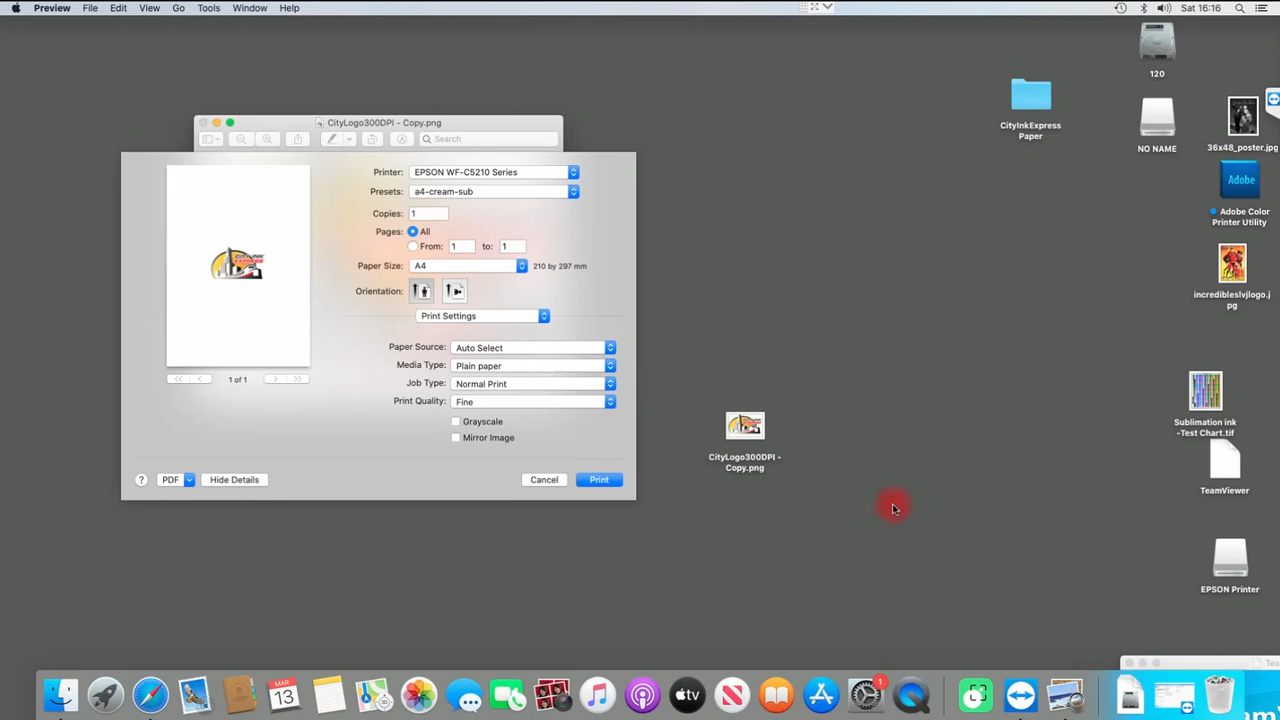 Preview File Edit View Go Tools Window Help Sat 16:16
120
CityInkExpress
Paper
NO NAME
36x48_poster.jpg
CityLogo300DPI - Copy.png
Search
Printer: EPSON WF-C5210 Series
Presets: a4-cream-sub
Copies: 1
Pages: All
From: 1 to: 1
Paper Size: A4 210 by 297 mm
Orientation:
Print Settings
Paper Source: Auto Select
Media Type: Plain paper
Job Type: Normal Print
Print Quality: Fine
Grayscale
Mirror Image
1 of 1
? PDF Hide Details Cancel Print
Adobe
Adobe Color
Printer Utility
incredibleslvjlogo.j
pg
CityLogo300DPI -
Copy.png
Sublimation ink
-Test Chart.tif
TeamViewer
EPSON Printer
MAR
13
tv
1